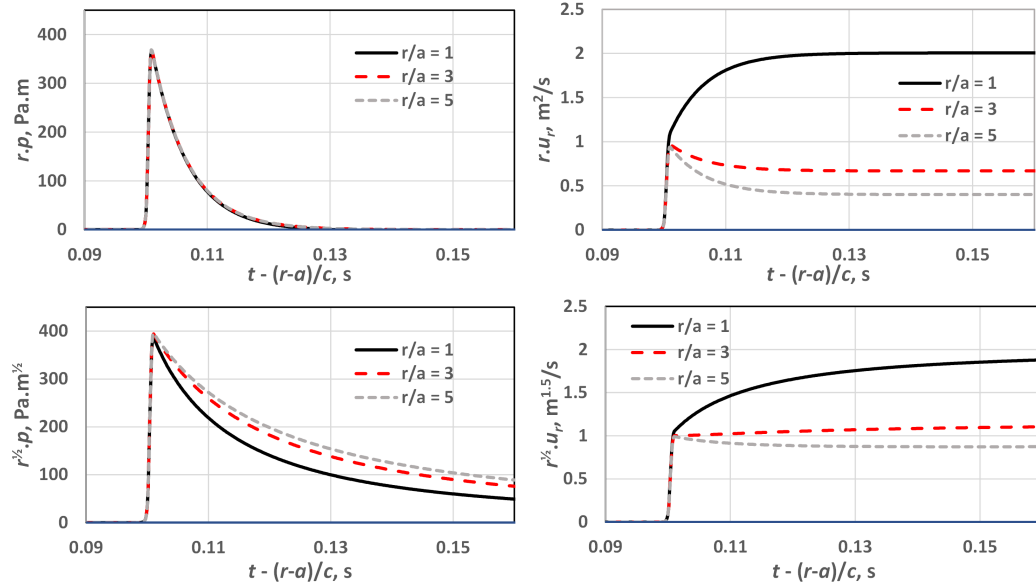 r.p, Pa.m
400
300
200
100
0
0.09
0.11
0.13
0.15
t - (r-a)/c, s
r/a = 1
r/a = 3
r/a = 5
r.uᵣ, m²/s
2.5
2
1.5
1
0.5
0
0.09
0.11
0.13
0.15
t - (r-a)/c, s
r/a = 1
r/a = 3
r/a = 5
r^½.p, Pa.m^½
400
300
200
100
0
0.09
0.11
0.13
0.15
t - (r-a)/c, s
r/a = 1
r/a = 3
r/a = 5
r^½.uᵣ, m^1.5/s
2.5
2
1.5
1
0.5
0
0.09
0.11
0.13
0.15
t - (r-a)/c, s
r/a = 1
r/a = 3
r/a = 5